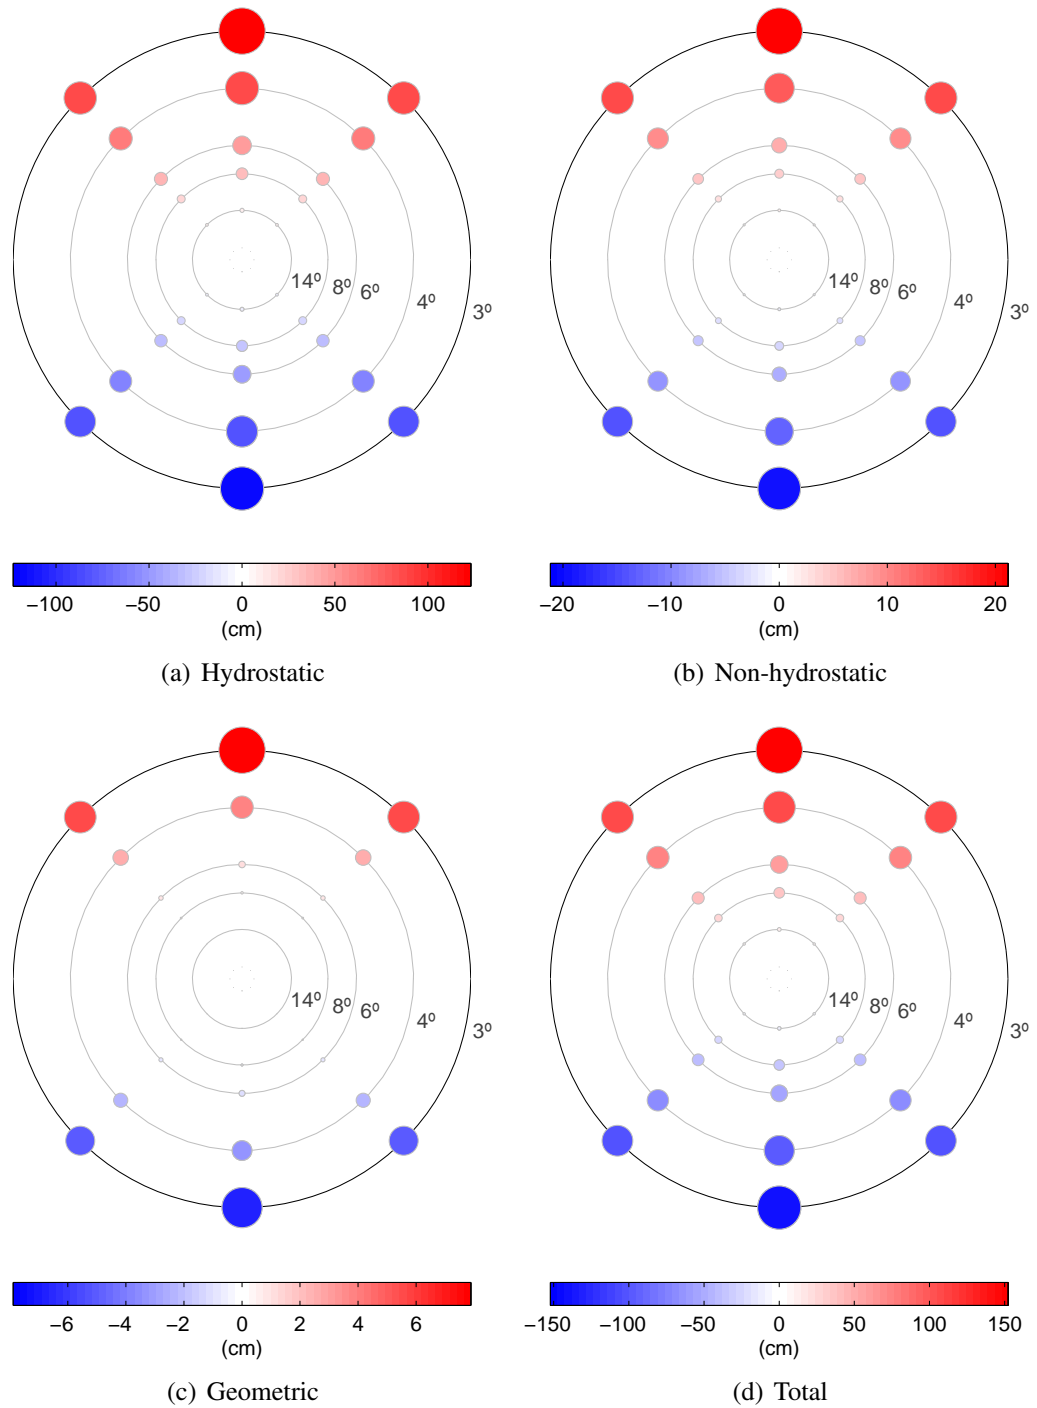 14º 8º 6º 4º 3º
14º 8º 6º 4º 3º
−100 −50 0 50 100
(cm)
−20 −10 0 10 20
(cm)
(a) Hydrostatic
(b) Non-hydrostatic
14º 8º 6º 4º 3º
14º 8º 6º 4º 3º
−6 −4 −2 0 2 4 6
(cm)
−150 −100 −50 0 50 100 150
(cm)
(c) Geometric
(d) Total